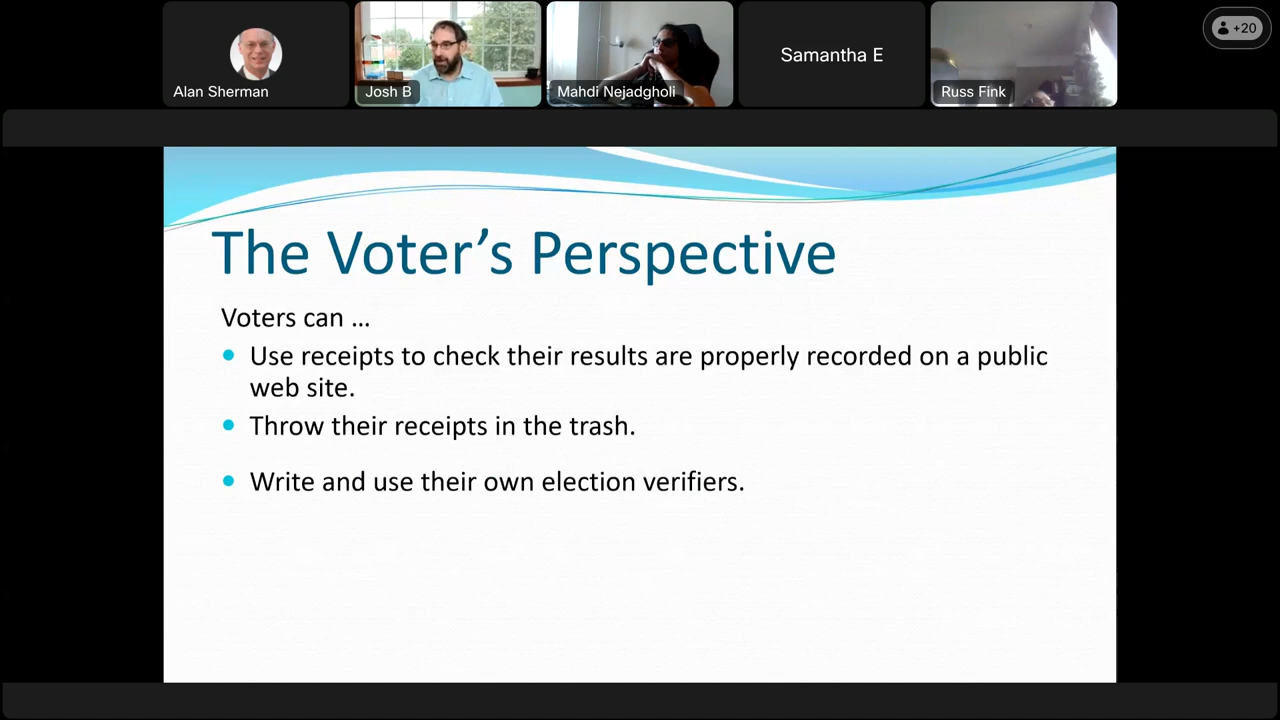 Alan Sherman
Josh B
Mahdi Nejadgholi
Samantha E
Russ Fink
+20
The Voter’s Perspective
Voters can …
• Use receipts to check their results are properly recorded on a public
web site.
• Throw their receipts in the trash.
• Write and use their own election verifiers.